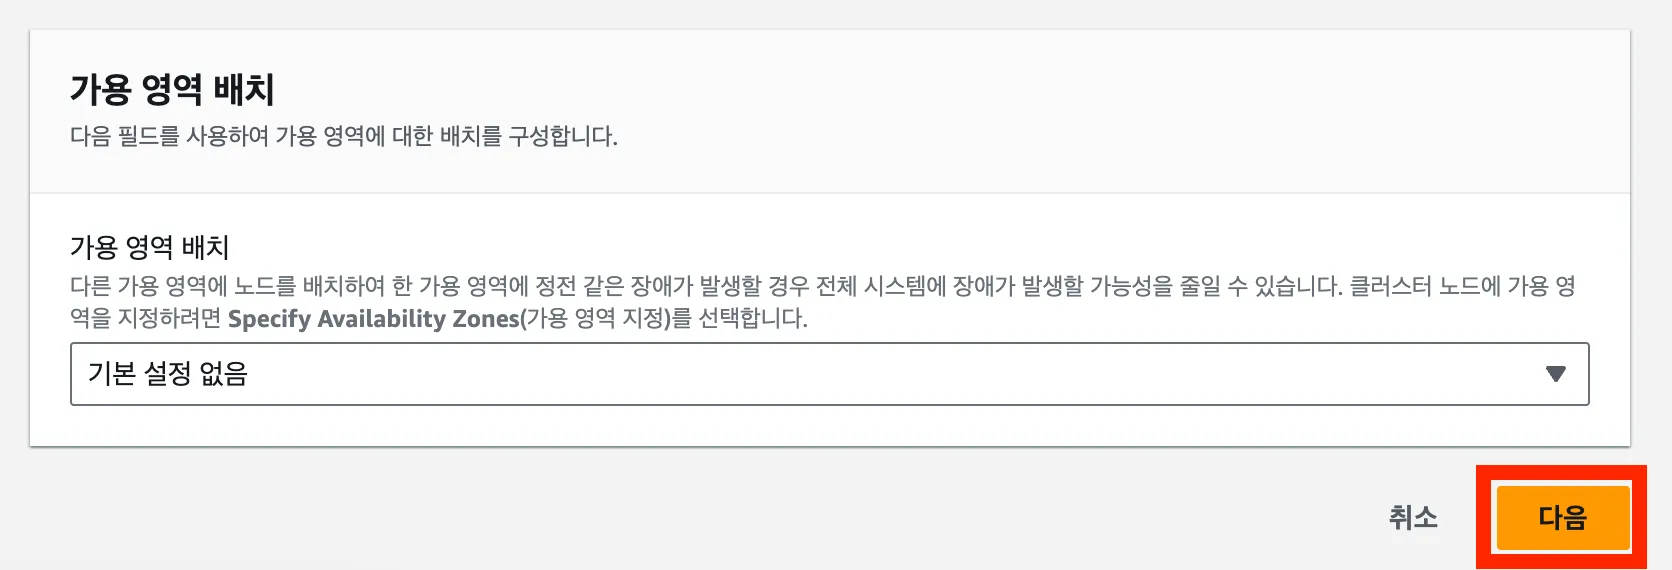 가용 영역 배치
다음 필드를 사용하여 가용 영역에 대한 배치를 구성합니다.
가용 영역 배치
다른 가용 영역에 노드를 배치하여 한 가용 영역에 정전 같은 장애가 발생할 경우 전체 시스템에 장애가 발생할 가능성을 줄일 수 있습니다. 클러스터 노드에 가용 영
역을 지정하려면 Specify Availability Zones(가용 영역 지정)를 선택합니다.
기본 설정 없음
취소
다음